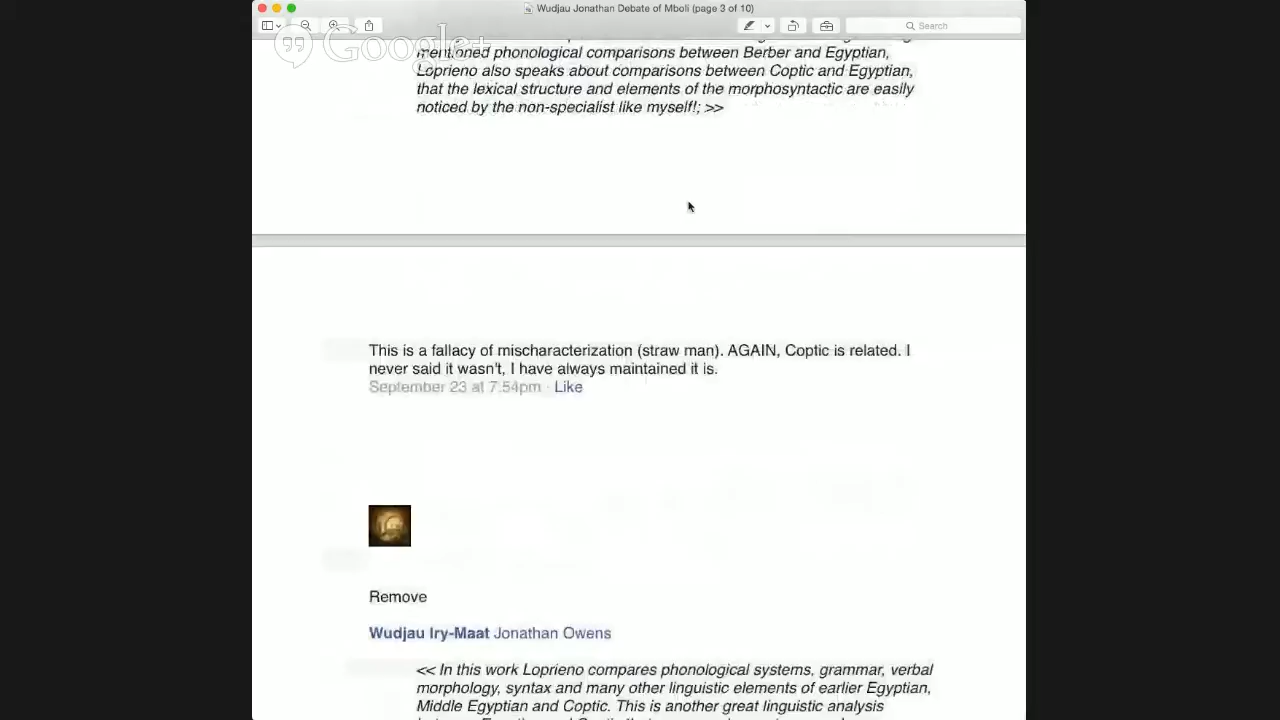 Wudjau Jonathan Debate of Mboli (page 3 of 10)
Search
Google+
mentioned phonological comparisons between Berber and Egyptian,
Loprieno also speaks about comparisons between Coptic and Egyptian,
that the lexical structure and elements of the morphosyntactic are easily
noticed by the non-specialist like myself!; >>
This is a fallacy of mischaracterization (straw man). AGAIN, Coptic is related. I
never said it wasn't, I have always maintained it is.
September 23 at 7:54pm · Like
Remove
Wudjau Iry-Maat Jonathan Owens
<< In this work Loprieno compares phonological systems, grammar, verbal
morphology, syntax and many other linguistic elements of earlier Egyptian,
Middle Egyptian and Coptic. This is another great linguistic analysis